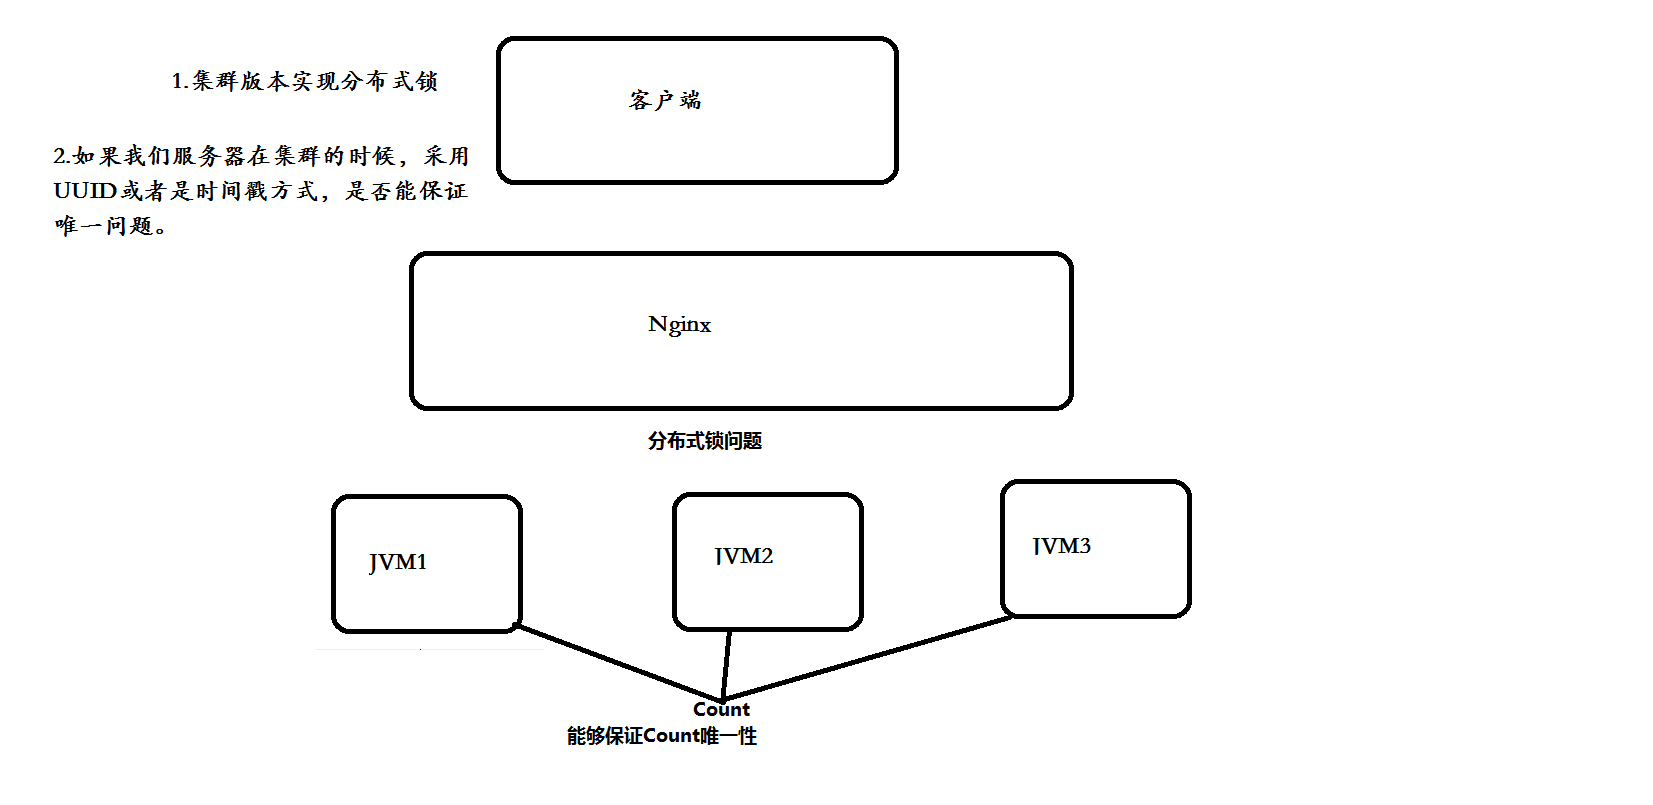 1.集群版本实现分布式锁
客户端
2.如果我们服务器在集群的时候，采用
UUID或者是时间戳方式，是否能保证
唯一问题。
Nginx
分布式锁问题
JVM1
JVM2
JVM3
Count
能够保证Count唯一性